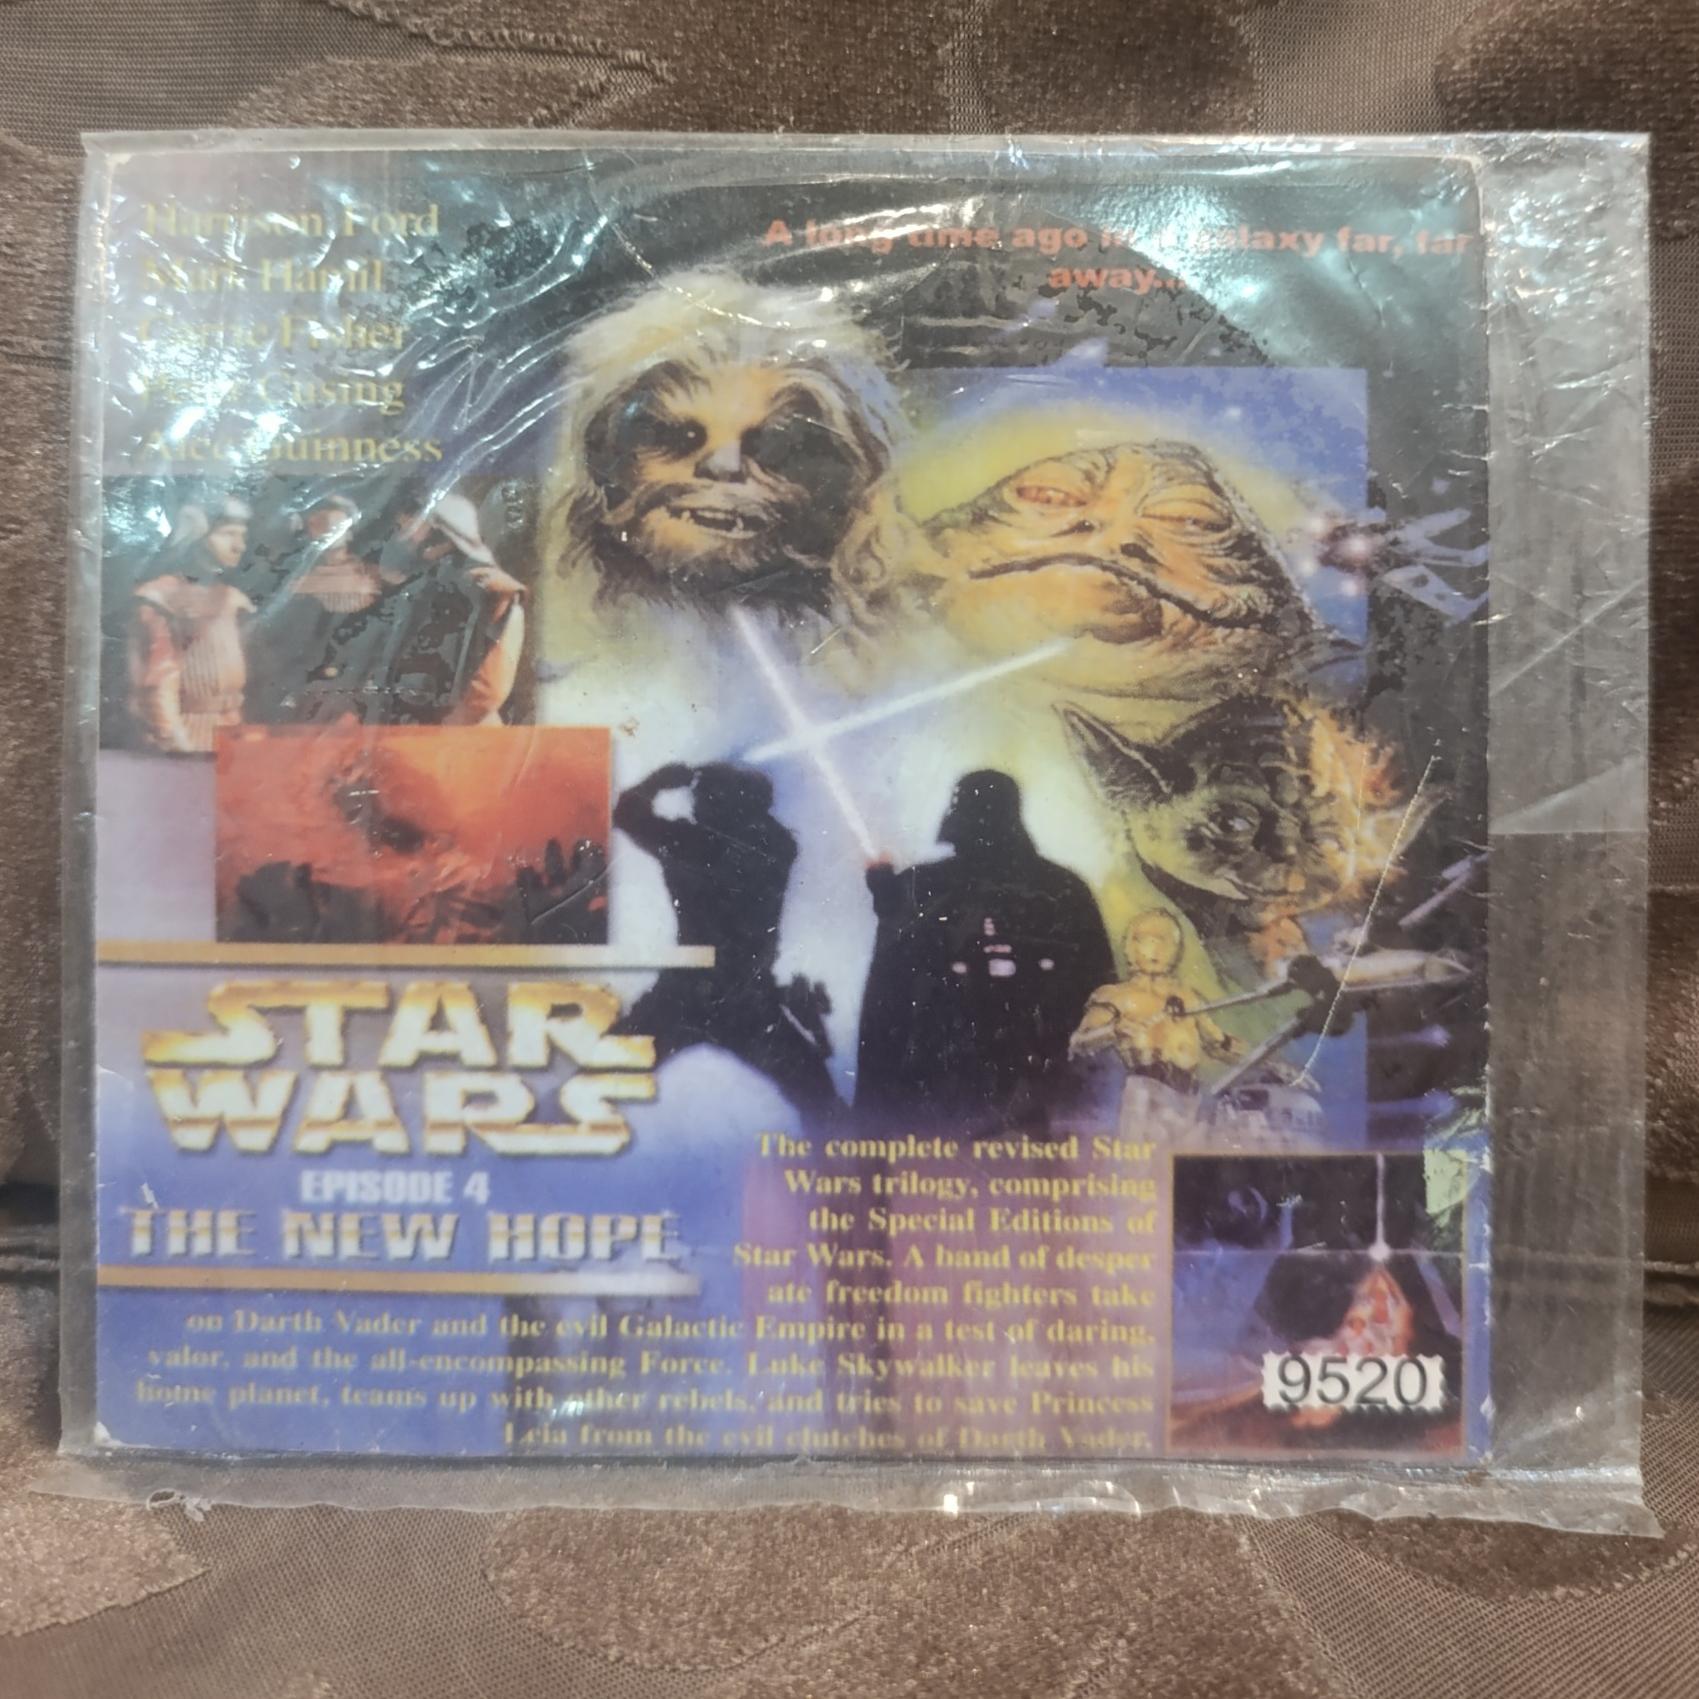 Harrison Ford
Mark Hamil
Carrie Fisher
Peter Cusing
Alec Guinness
A long time ago in a galaxy far, far
away...
STAR
WARS
EPISODE 4
THE NEW HOPE
The complete revised Star
Wars trilogy, comprising
the Special Editions of
Star Wars. A band of desper
ate freedom fighters take
on Darth Vader and the evil Galactic Empire in a test of daring,
valor, and the all-encompassing Force. Luke Skywalker leaves his
home planet, teams up with other rebels, and tries to save Princess
Leia from the evil clutches of Darth Vader.
9520